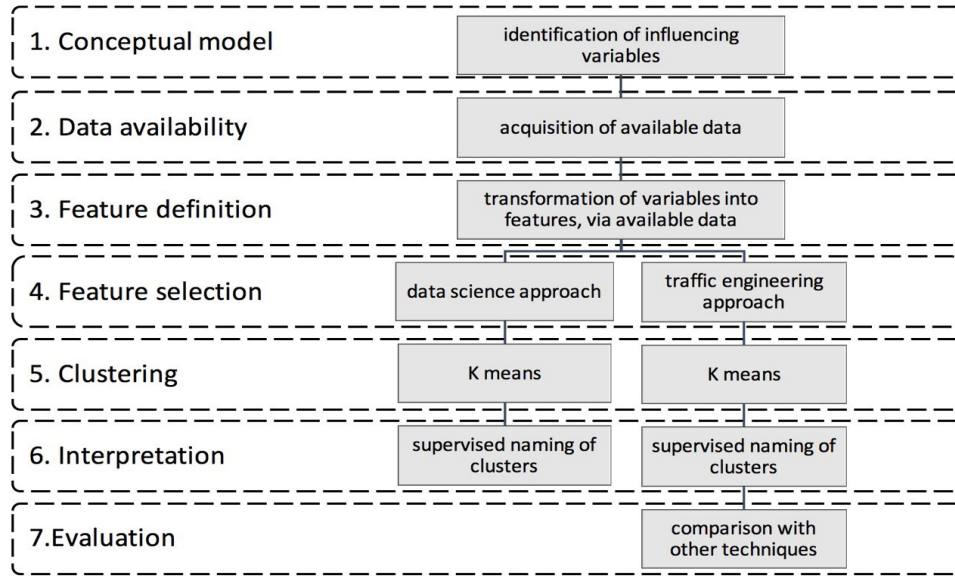 1. Conceptual model
identification of influencing
variables
2. Data availability
acquisition of available data
3. Feature definition
transformation of variables into
features, via available data
4. Feature selection
data science approach
traffic engineering
approach
5. Clustering
K means
K means
6. Interpretation
supervised naming of
clusters
supervised naming of
clusters
7.Evaluation
comparison with
other techniques